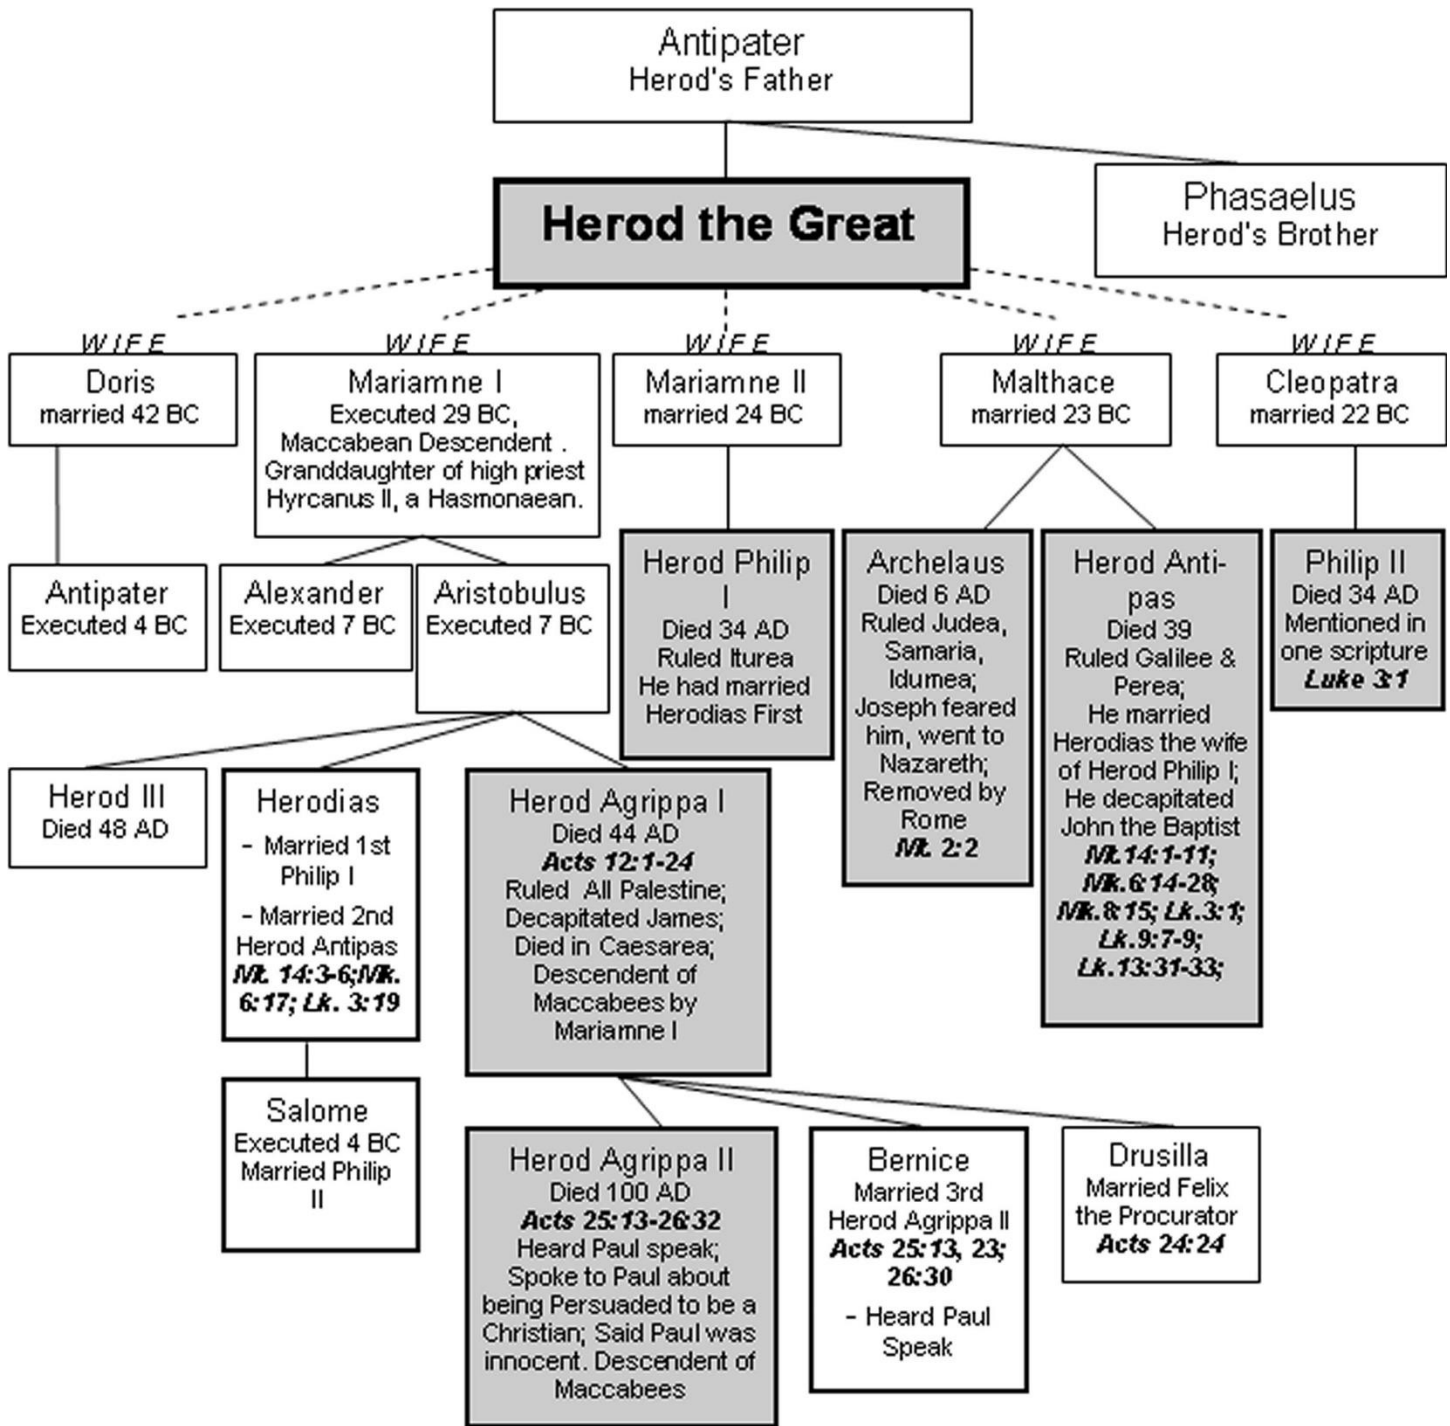 Antipater
Herod's Father
Phasaelus
Herod's Brother
Herod the Great
WIFE
Doris
married 42 BC
WIFE
Mariamne I
Executed 29 BC,
Maccabean Descendent .
Granddaughter of high priest
Hyrcanus II, a Hasmonaean.
WIFE
Mariamne II
married 24 BC
WIFE
Malthace
married 23 BC
WIFE
Cleopatra
married 22 BC
Antipater
Executed 4 BC
Alexander
Executed 7 BC
Aristobulus
Executed 7 BC
Herod Philip
I
Died 34 AD
Ruled Iturea
He had married
Herodias First
Archelaus
Died 6 AD
Ruled Judea,
Samaria,
Idumea;
Joseph feared
him, went to
Nazareth;
Removed by
Rome
Mt. 2:2
Herod Anti-
pas
Died 39
Ruled Galilee &
Perea;
He married
Herodias the wife
of Herod Philip I;
He decapitated
John the Baptist
Mt.14:1-11;
Mk.6:14-28;
Mk.8:15; Lk.3:1;
Lk.9:7-9;
Lk.13:31-33;
Philip II
Died 34 AD
Mentioned in
one scripture
Luke 3:1
Herod III
Died 48 AD
Herodias
- Married 1st
Philip I
- Married 2nd
Herod Antipas
Mt. 14:3-6;Mk.
6:17; Lk. 3:19
Herod Agrippa I
Died 44 AD
Acts 12:1-24
Ruled All Palestine;
Decapitated James;
Died in Caesarea;
Descendent of
Maccabees by
Mariamne I
Salome
Executed 4 BC
Married Philip
II
Herod Agrippa II
Died 100 AD
Acts 25:13-26:32
Heard Paul speak;
Spoke to Paul about
being Persuaded to be a
Christian; Said Paul was
innocent. Descendent of
Maccabees
Bernice
Married 3rd
Herod Agrippa II
Acts 25:13, 23;
26:30
- Heard Paul
Speak
Drusilla
Married Felix
the Procurator
Acts 24:24